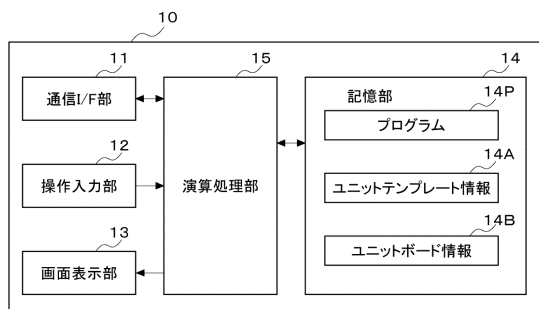 10
11
通信I/F部
12
操作入力部
13
画面表示部
15
演算処理部
14
記憶部
14P
プログラム
14A
ユニットテンプレート情報
14B
ユニットボード情報